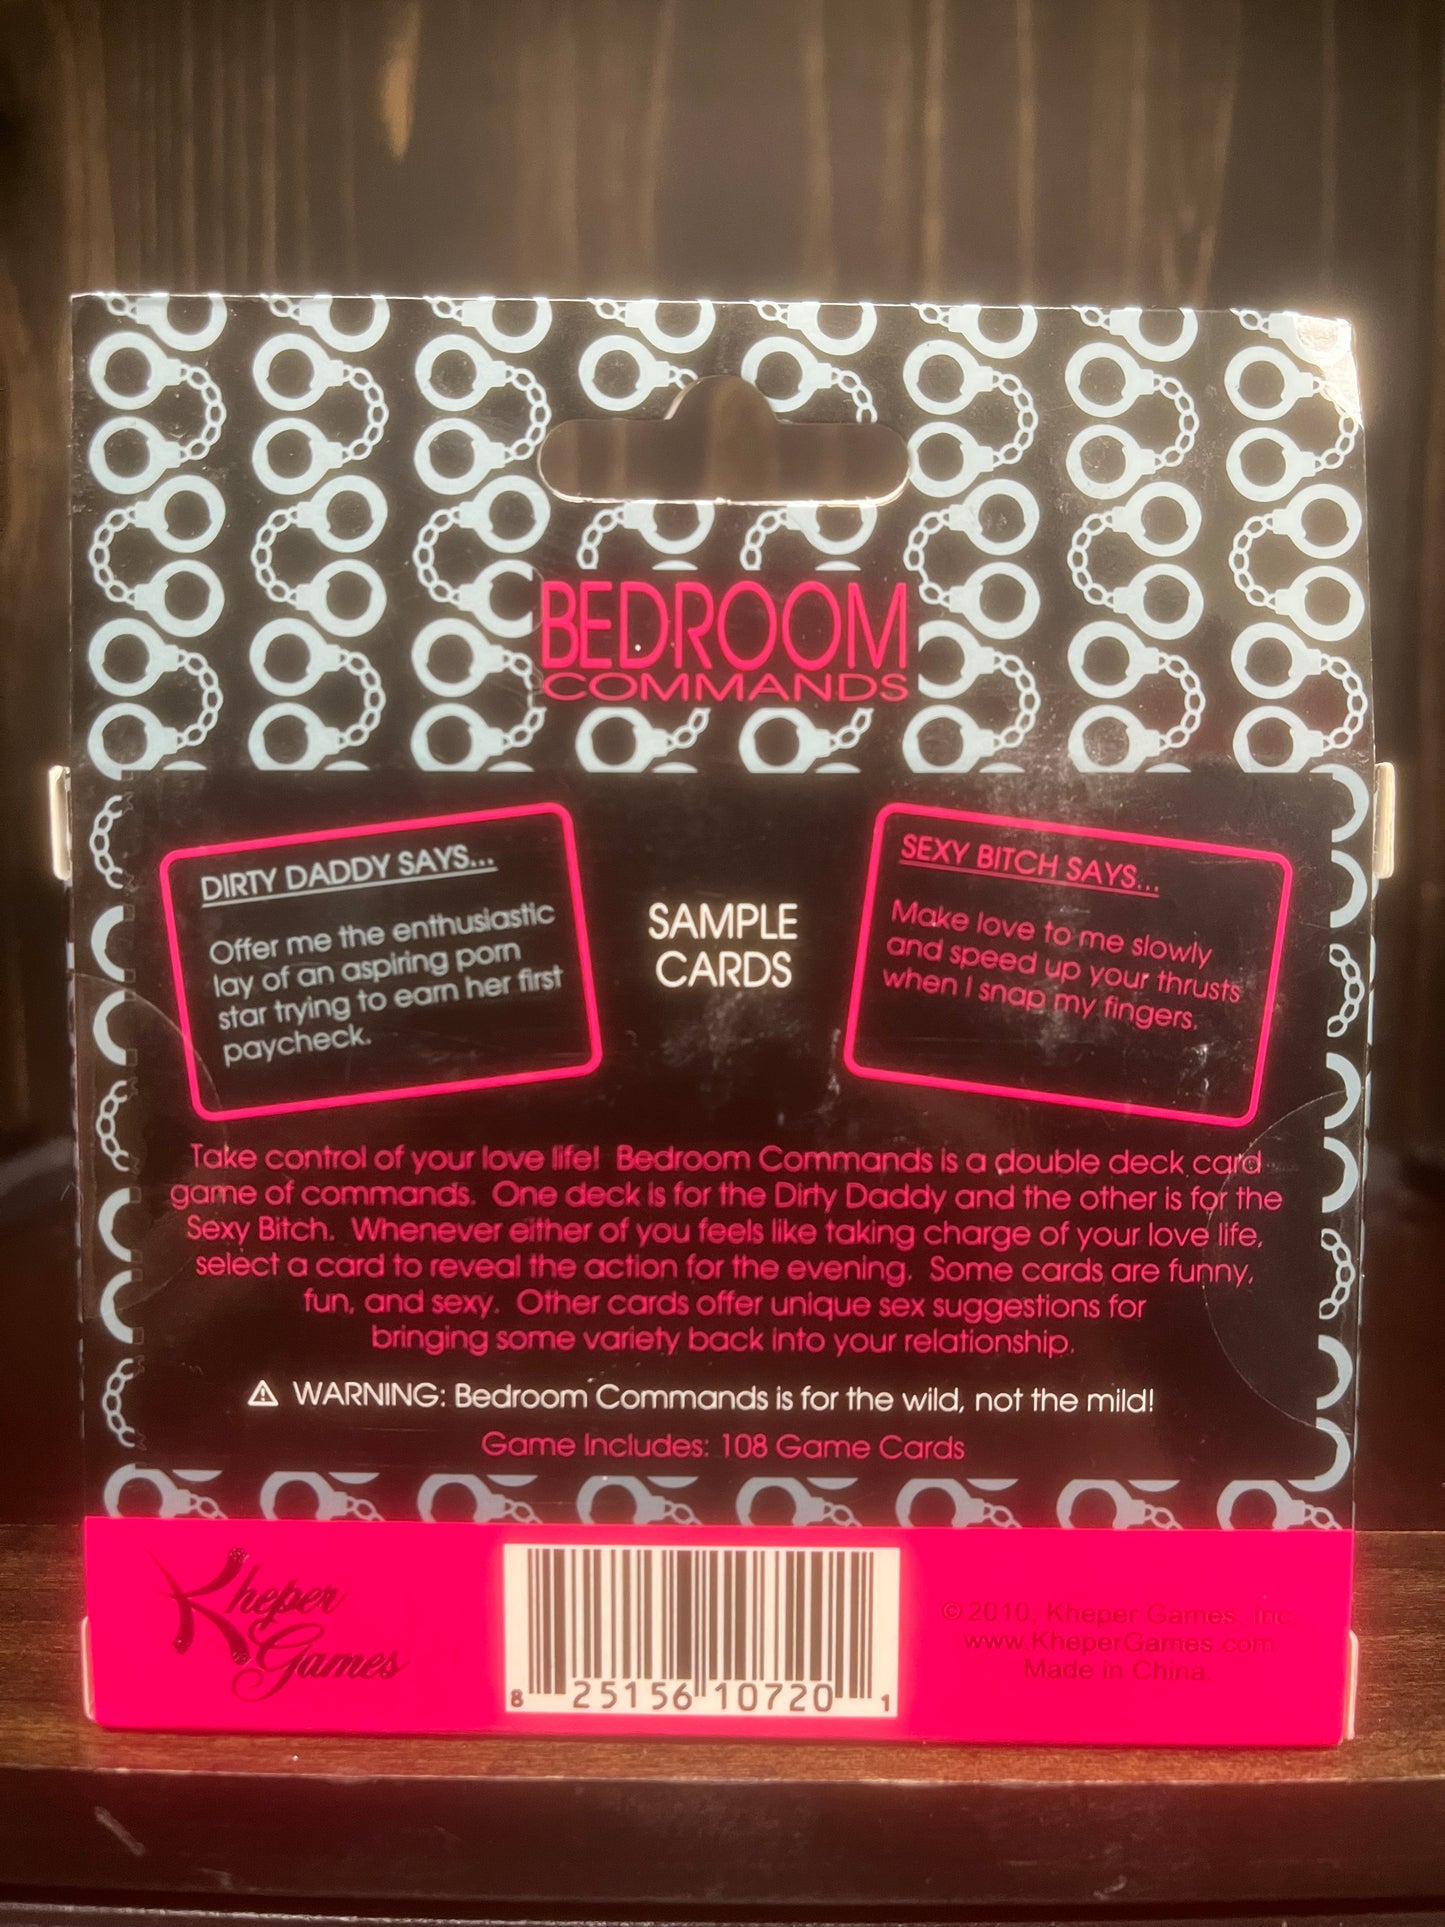 BEDROOM
COMMANDS
DIRTY DADDY SAYS...
Offer me the enthusiastic
lay of an aspiring porn
star trying to earn her first
paycheck.
SAMPLE
CARDS
SEXY BITCH SAYS...
Make love to me slowly
and speed up your thrusts
when I snap my fingers.
Take control of your love life! Bedroom Commands is a double deck card
game of commands. One deck is for the Dirty Daddy and the other is for the
Sexy Bitch. Whenever either of you feels like taking charge of your love life,
select a card to reveal the action for the evening. Some cards are funny,
fun, and sexy. Other cards offer unique sex suggestions for
bringing some variety back into your relationship.
⚠ WARNING: Bedroom Commands is for the wild, not the mild!
Game Includes: 108 Game Cards
Kheper
Games
8 25156 10720 1
© 2010, Kheper Games, Inc.
www.KheperGames.com
Made in China.